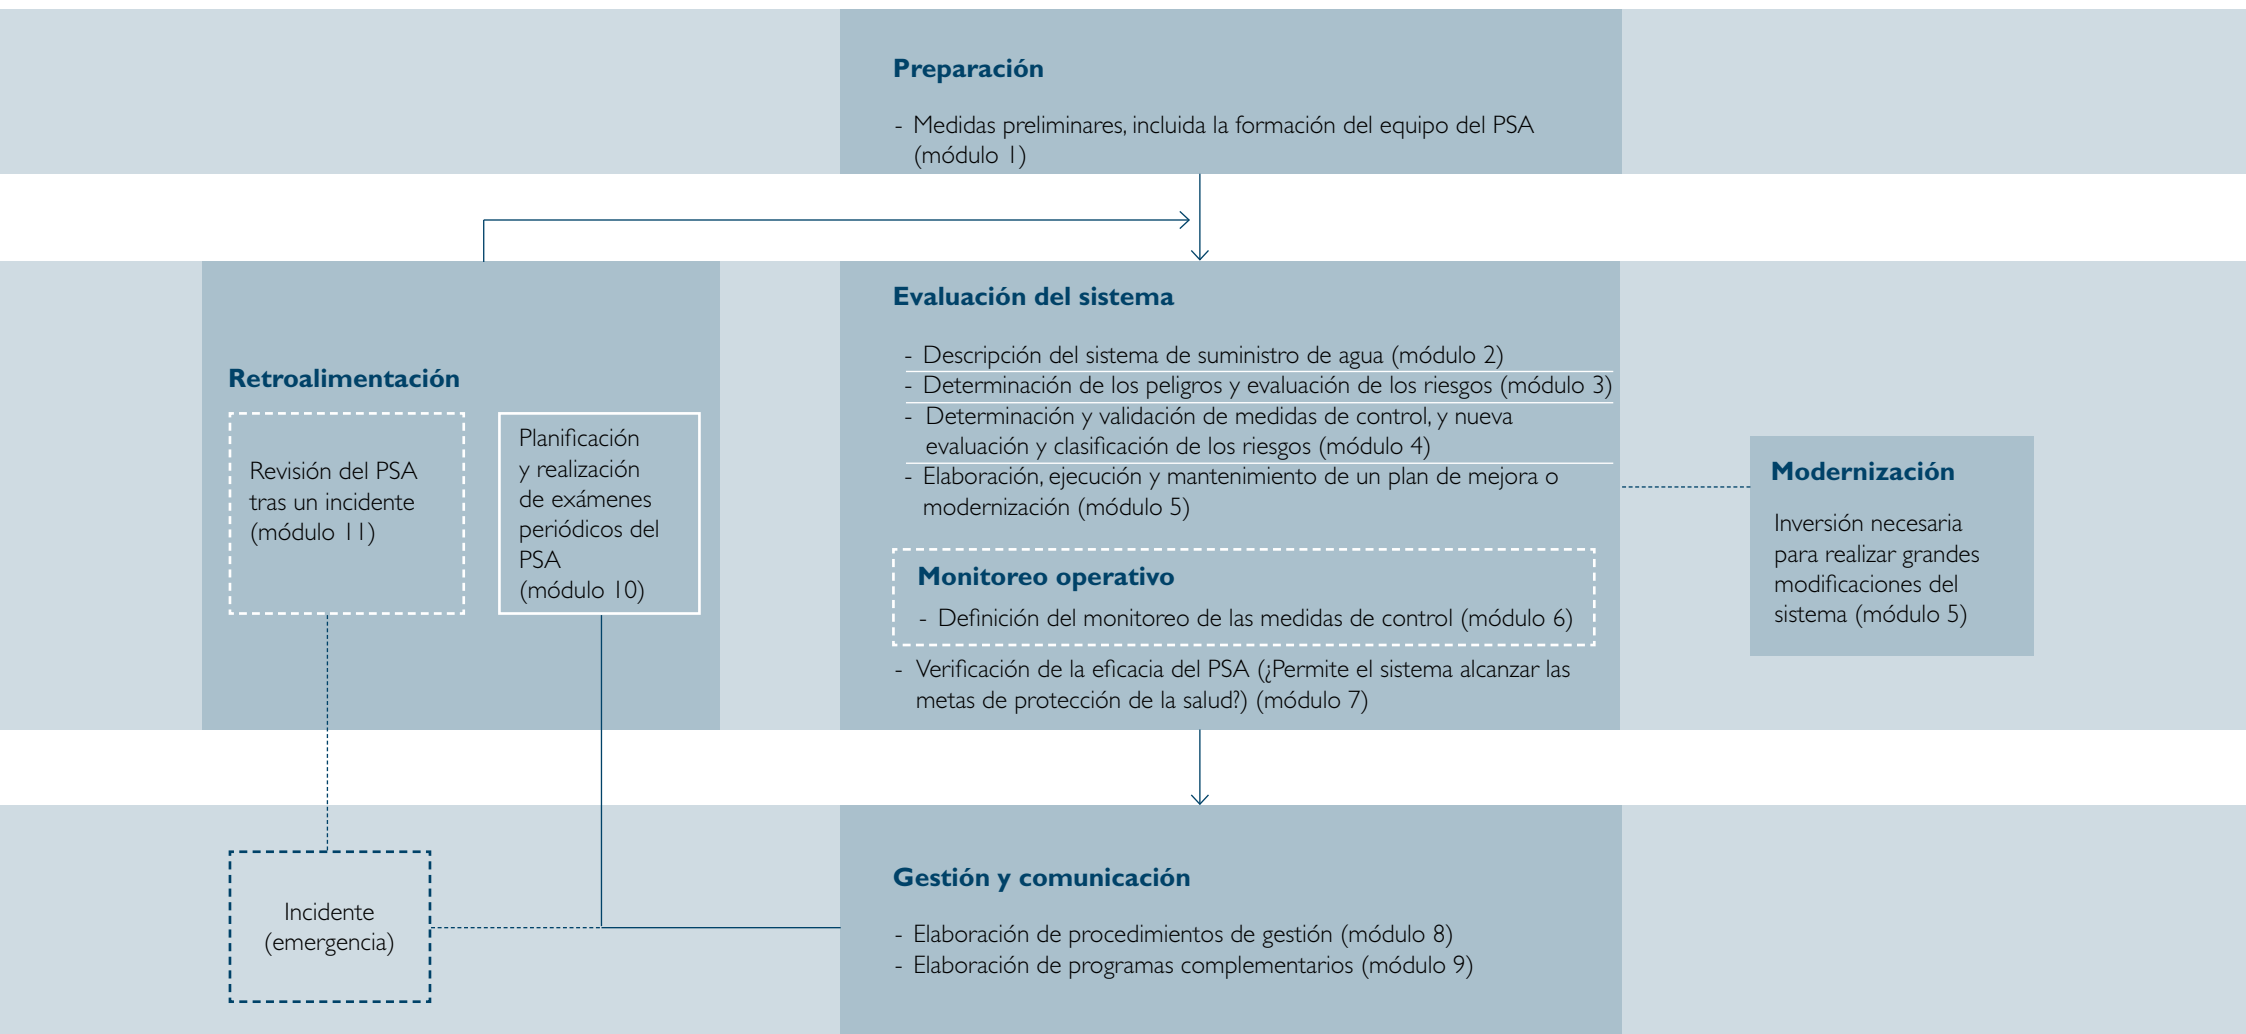 Preparación
- Medidas preliminares, incluida la formación del equipo del PSA
(módulo 1)
Retroalimentación
Revisión del PSA
tras un incidente
(módulo 11)
Planificación
y realización
de exámenes
periódicos del
PSA
(módulo 10)
Evaluación del sistema
- Descripción del sistema de suministro de agua (módulo 2)
- Determinación de los peligros y evaluación de los riesgos (módulo 3)
- Determinación y validación de medidas de control, y nueva
evaluación y clasificación de los riesgos (módulo 4)
- Elaboración, ejecución y mantenimiento de un plan de mejora o
modernización (módulo 5)
Monitoreo operativo
- Definición del monitoreo de las medidas de control (módulo 6)
- Verificación de la eficacia del PSA (¿Permite el sistema alcanzar las
metas de protección de la salud?) (módulo 7)
Modernización
Inversión necesaria
para realizar grandes
modificaciones del
sistema (módulo 5)
Incidente
(emergencia)
Gestión y comunicación
- Elaboración de procedimientos de gestión (módulo 8)
- Elaboración de programas complementarios (módulo 9)